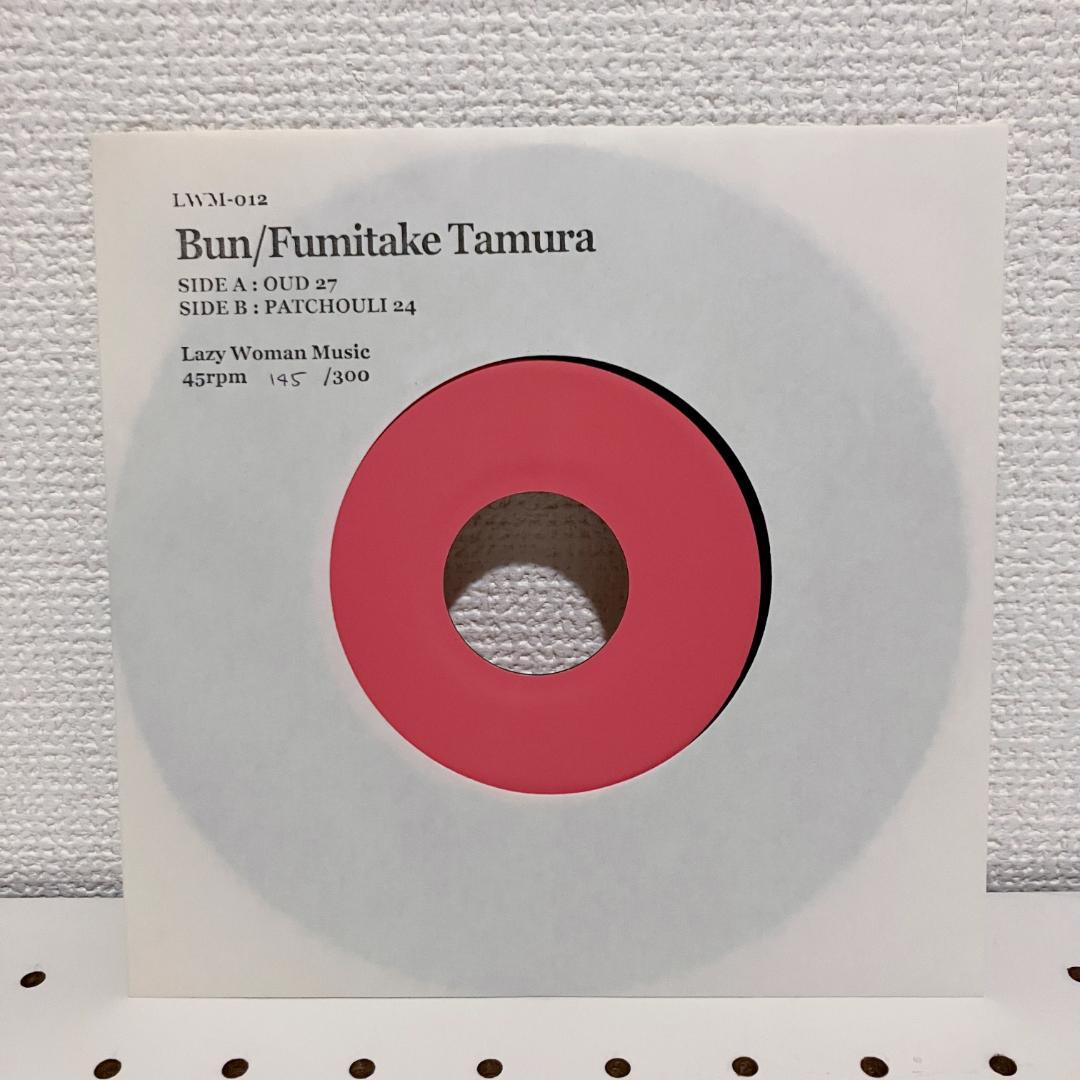 LWM-012
Bun/Fumitake Tamura
SIDE A : OUD 27
SIDE B : PATCHOULI 24
Lazy Woman Music
45rpm 145 /300